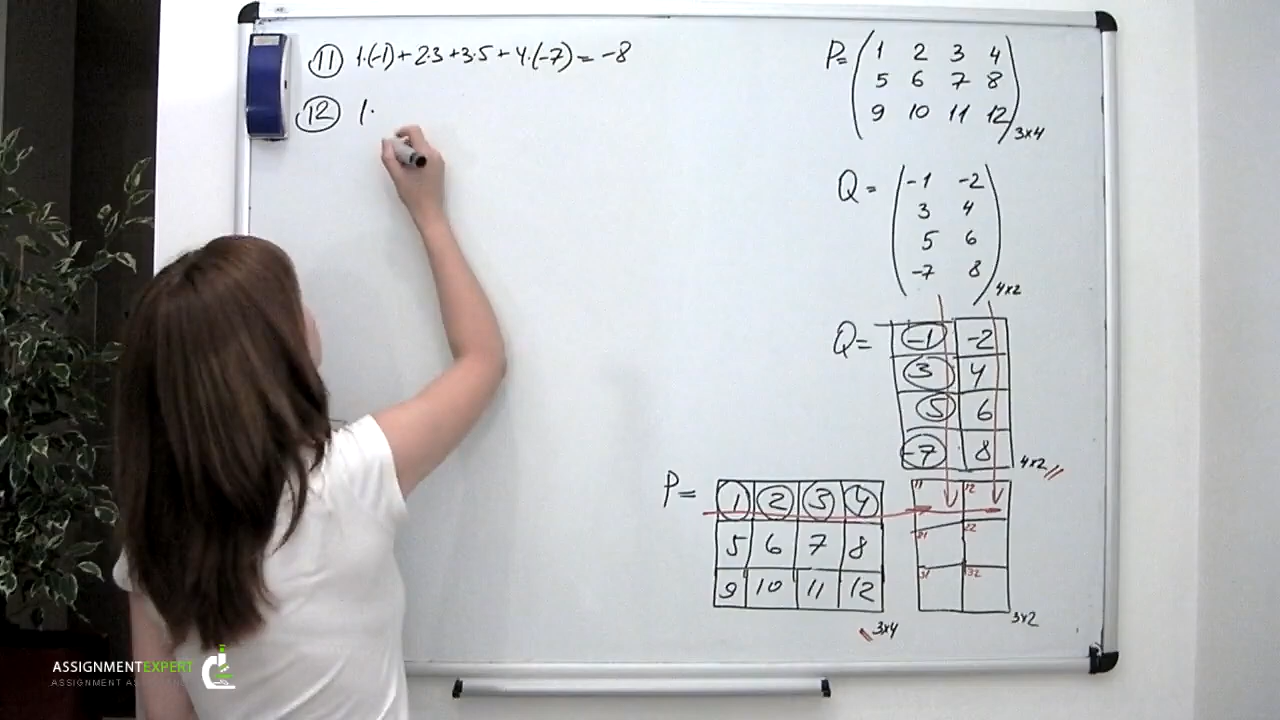 ⑪ 1·(-1)+2·3+3·5+4·(-7)=-8
⑫ 1·
P= 1 2 3 4
5 6 7 8
9 10 11 12
3x4
Q= -1 -2
3 4
5 6
-7 8
4x2
Q= -1 -2
3 4
5 6
-7 8
4x2
P= 1 2 3 4
5 6 7 8
9 10 11 12
3x4
11 12
21 22
31 32
3x2
ASSIGNMENTEXPERT